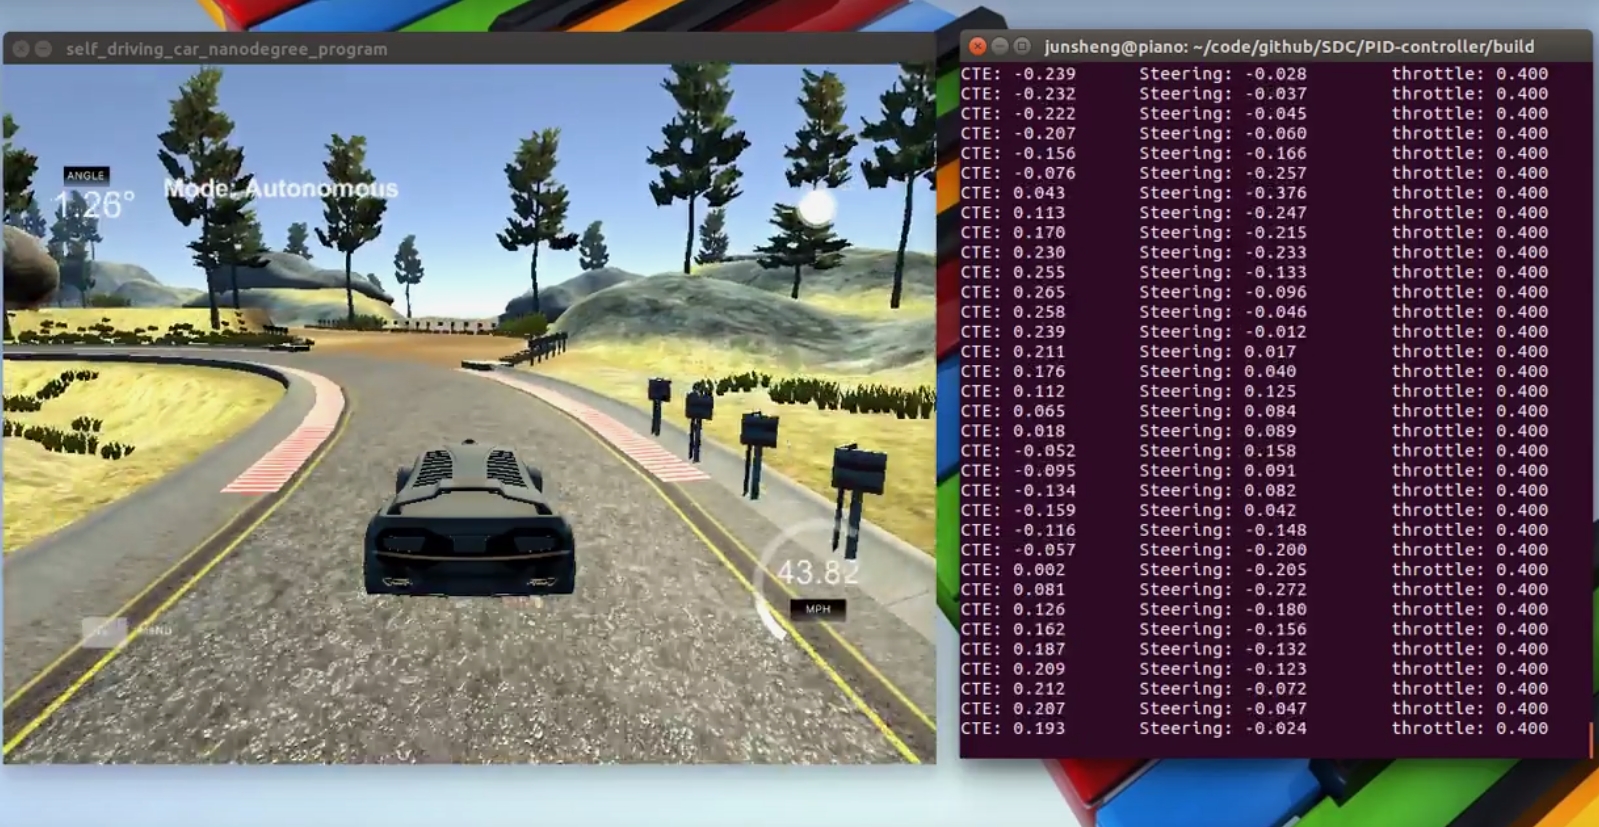 self_driving_car_nanodegree_program
ANGLE
1.26°
Mode: Autonomous
43.82
MPH
junsheng@piano: ~/code/github/SDC/PID-controller/build
CTE: -0.239 Steering: -0.028 throttle: 0.400
CTE: -0.232 Steering: -0.037 throttle: 0.400
CTE: -0.222 Steering: -0.045 throttle: 0.400
CTE: -0.207 Steering: -0.060 throttle: 0.400
CTE: -0.156 Steering: -0.166 throttle: 0.400
CTE: -0.076 Steering: -0.257 throttle: 0.400
CTE: 0.043 Steering: -0.376 throttle: 0.400
CTE: 0.113 Steering: -0.247 throttle: 0.400
CTE: 0.170 Steering: -0.215 throttle: 0.400
CTE: 0.230 Steering: -0.233 throttle: 0.400
CTE: 0.255 Steering: -0.133 throttle: 0.400
CTE: 0.265 Steering: -0.096 throttle: 0.400
CTE: 0.258 Steering: -0.046 throttle: 0.400
CTE: 0.239 Steering: -0.012 throttle: 0.400
CTE: 0.211 Steering: 0.017 throttle: 0.400
CTE: 0.176 Steering: 0.040 throttle: 0.400
CTE: 0.112 Steering: 0.125 throttle: 0.400
CTE: 0.065 Steering: 0.084 throttle: 0.400
CTE: 0.018 Steering: 0.089 throttle: 0.400
CTE: -0.052 Steering: 0.158 throttle: 0.400
CTE: -0.095 Steering: 0.091 throttle: 0.400
CTE: -0.134 Steering: 0.082 throttle: 0.400
CTE: -0.159 Steering: 0.042 throttle: 0.400
CTE: -0.116 Steering: -0.148 throttle: 0.400
CTE: -0.057 Steering: -0.200 throttle: 0.400
CTE: 0.002 Steering: -0.205 throttle: 0.400
CTE: 0.081 Steering: -0.272 throttle: 0.400
CTE: 0.126 Steering: -0.180 throttle: 0.400
CTE: 0.162 Steering: -0.156 throttle: 0.400
CTE: 0.187 Steering: -0.132 throttle: 0.400
CTE: 0.209 Steering: -0.123 throttle: 0.400
CTE: 0.212 Steering: -0.072 throttle: 0.400
CTE: 0.207 Steering: -0.047 throttle: 0.400
CTE: 0.193 Steering: -0.024 throttle: 0.400